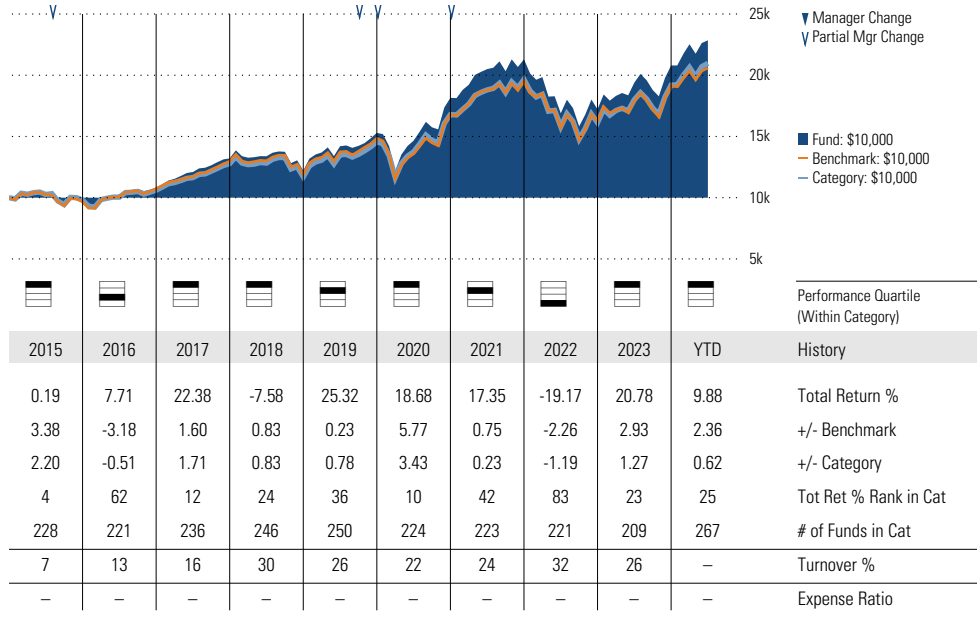 25k
Manager Change
Partial Mgr Change
20k
15k
Fund: $10,000
Benchmark: $10,000
Category: $10,000
10k
5k
Performance Quartile
(Within Category)
2015 2016 2017 2018 2019 2020 2021 2022 2023 YTD History
0.19 7.71 22.38 -7.58 25.32 18.68 17.35 -19.17 20.78 9.88 Total Return %
3.38 -3.18 1.60 0.83 0.23 5.77 0.75 -2.26 2.93 2.36 +/- Benchmark
2.20 -0.51 1.71 0.83 0.78 3.43 0.23 -1.19 1.27 0.62 +/- Category
4 62 12 24 36 10 42 83 23 25 Tot Ret % Rank in Cat
228 221 236 246 250 224 223 221 209 267 # of Funds in Cat
7 13 16 30 26 22 24 32 26 – Turnover %
– – – – – – – – – – Expense Ratio